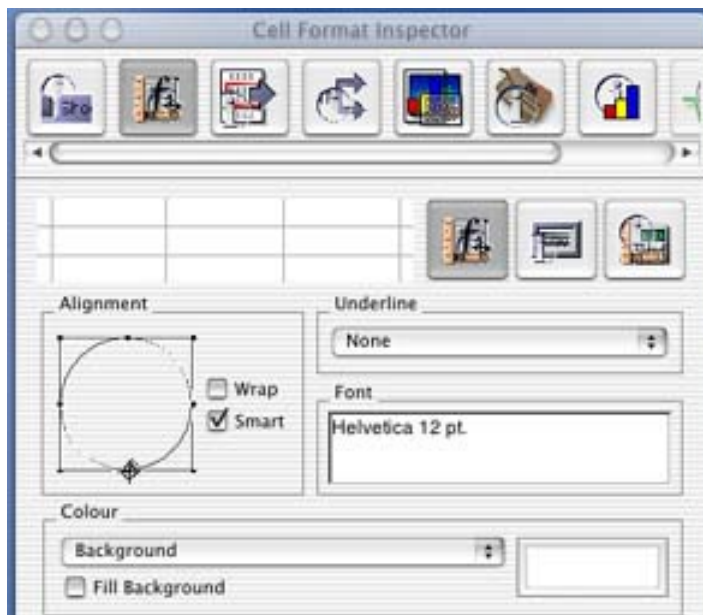 Cell Format Inspector
Alignment
Underline
None
Wrap
Smart
Font
Helvetica 12 pt.
Colour
Background
Fill Background